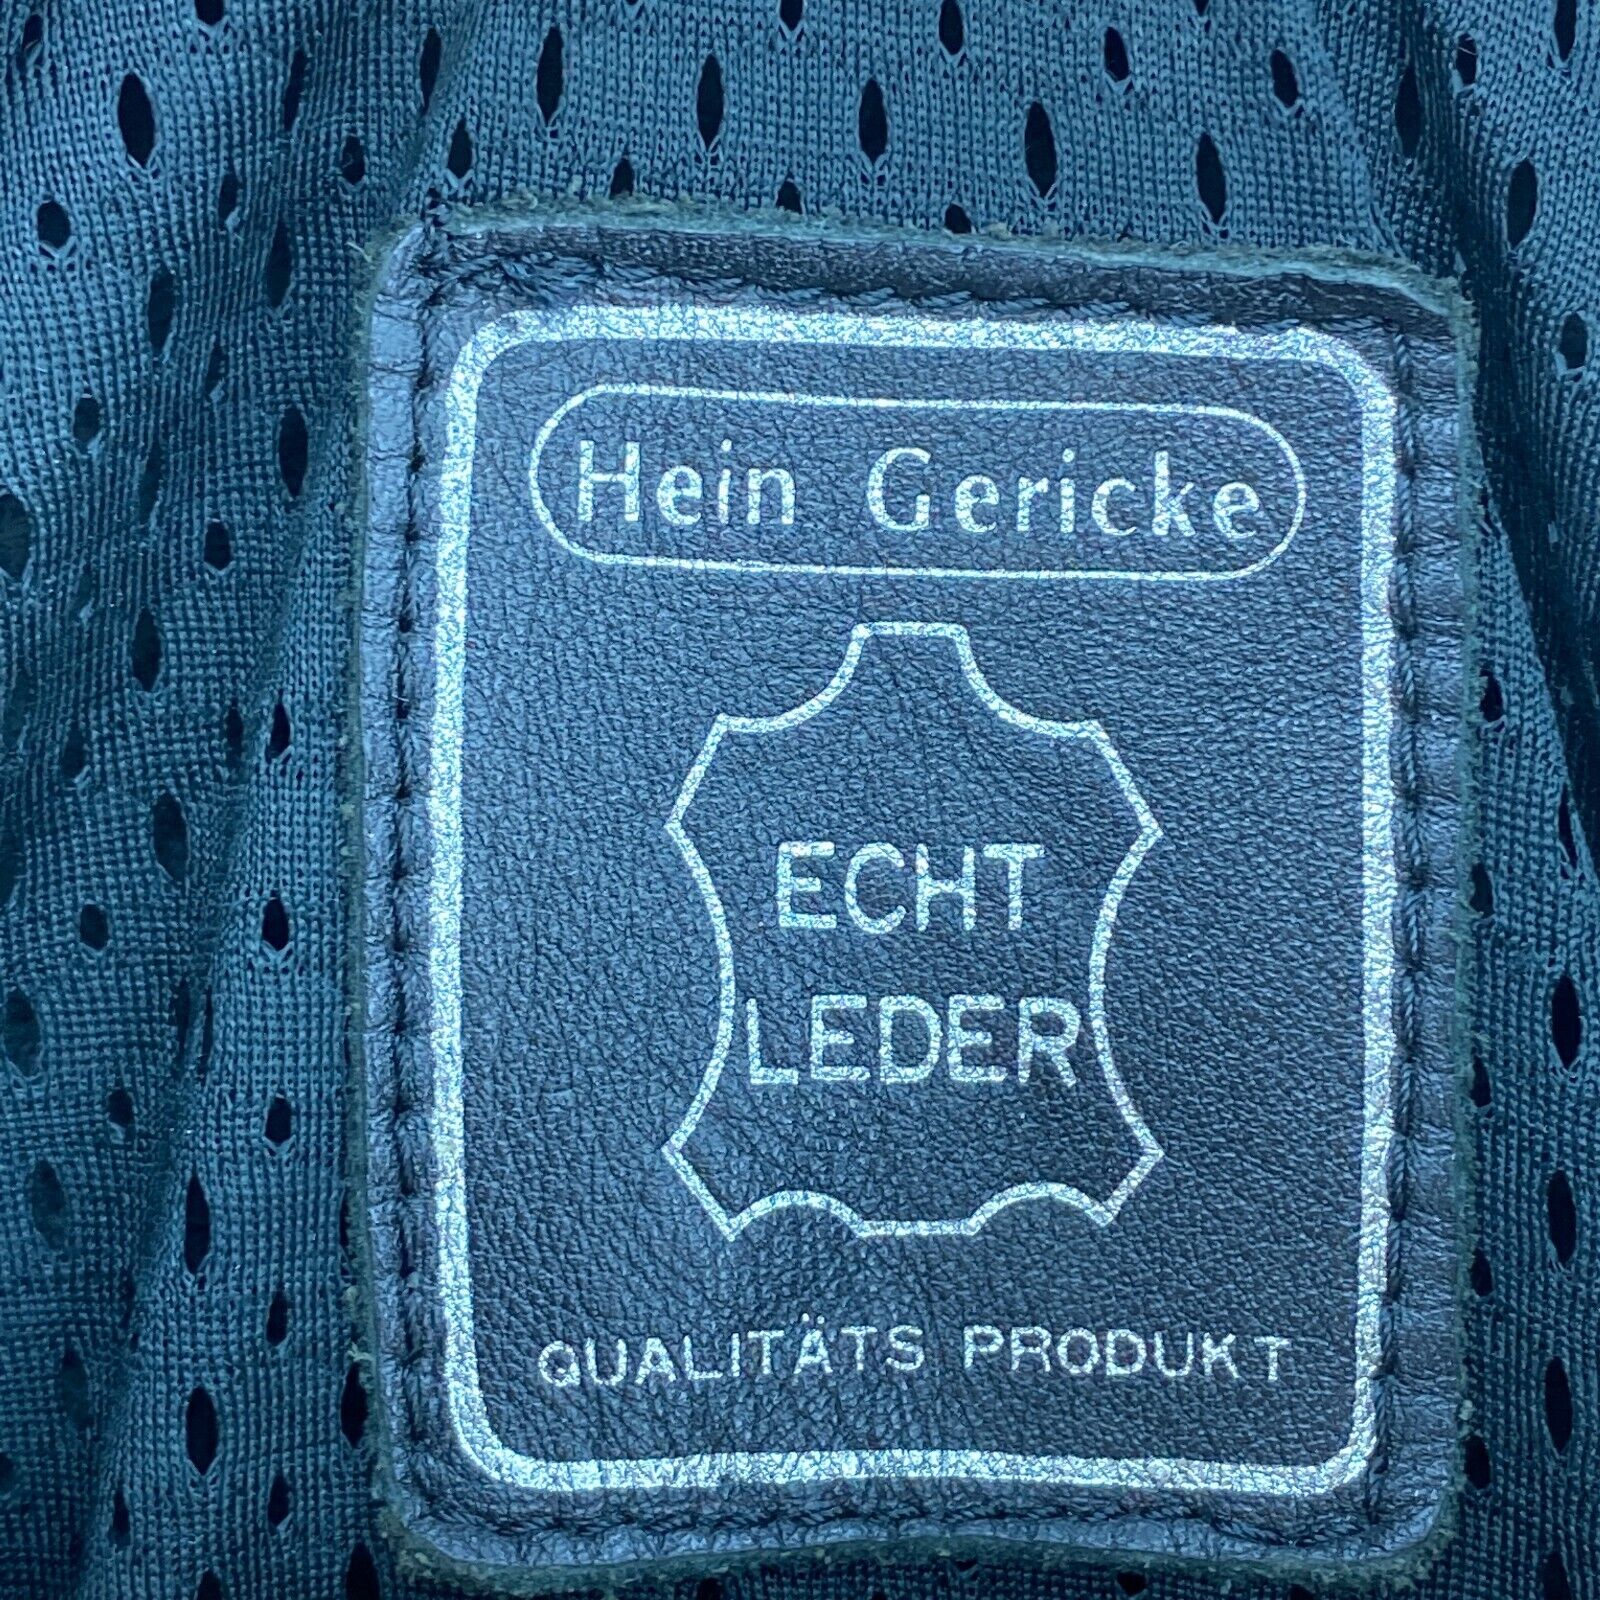 Hein Gericke
ECHT
LEDER
QUALITÄTS PRODUKT